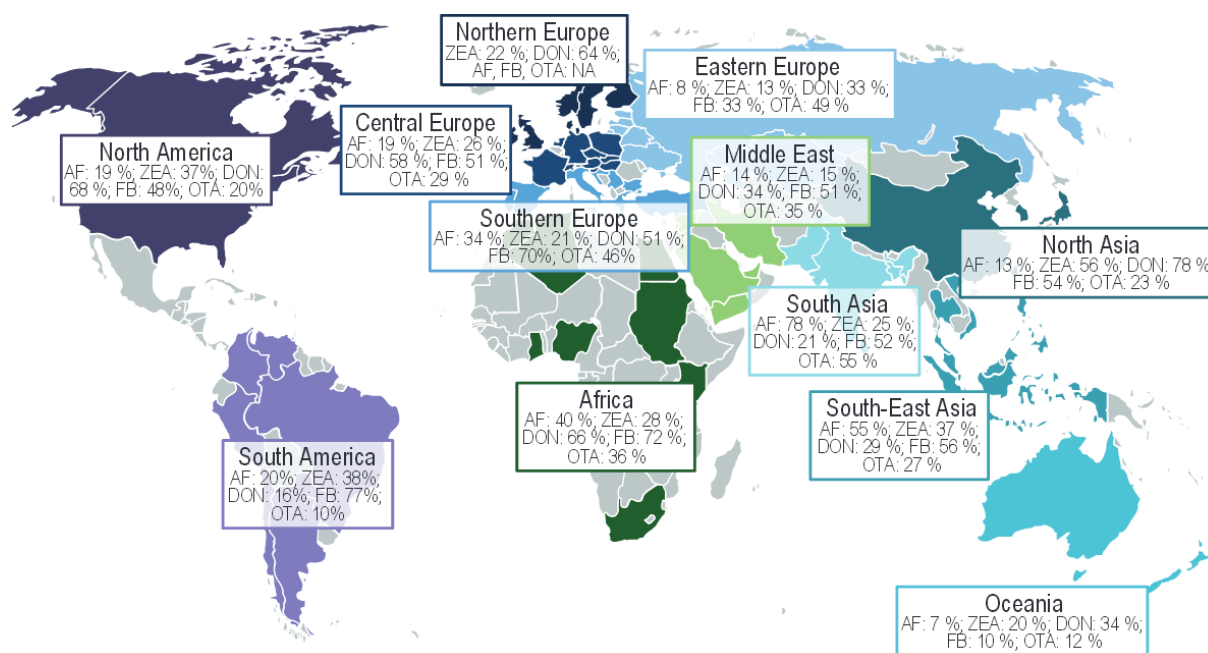 Northern Europe
ZEA: 22 %; DON: 64 %;
AF, FB, OTA: NA
Eastern Europe
AF: 8 %; ZEA: 13 %; DON: 33 %;
FB: 33 %; OTA: 49 %
Central Europe
AF: 19 %; ZEA: 26 %;
DON: 58 %; FB: 51 %;
OTA: 29 %
North America
AF: 19 %; ZEA: 37%; DON:
68 %; FB: 48%; OTA: 20%
Middle East
AF: 14 %; ZEA: 15 %;
DON: 34 %; FB: 51 %;
OTA: 35 %
Southern Europe
AF: 34 %; ZEA: 21 %; DON: 51 %;
FB: 70%; OTA: 46%
North Asia
AF: 13 %; ZEA: 56 %; DON: 78 %
FB: 54 %; OTA: 23 %
South Asia
AF: 78 %; ZEA: 25 %;
DON: 21 %; FB: 52 %;
OTA: 55 %
Africa
AF: 40 %; ZEA: 28 %;
DON: 66 %; FB: 72 %;
OTA: 36 %
South-East Asia
AF: 55 %; ZEA: 37 %;
DON: 29 %; FB: 56 %;
OTA: 27 %
South America
AF: 20%; ZEA: 38%;
DON: 16%; FB: 77%;
OTA: 10%
Oceania
AF: 7 %; ZEA: 20 %; DON: 34 %;
FB: 10 %; OTA: 12 %